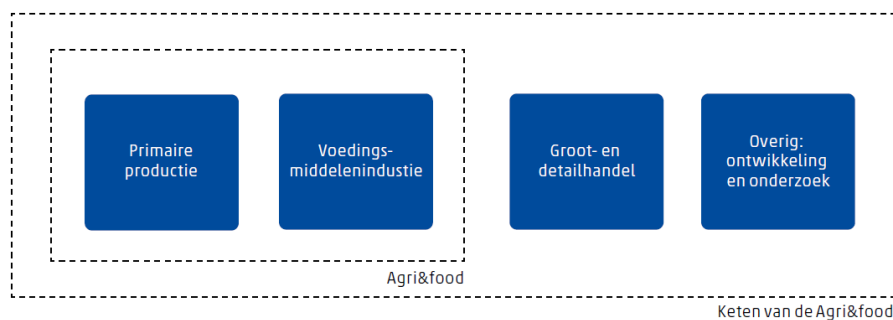 Primaire
productie
Voedings-
middelenindustie
Groot- en
detailhandel
Overig:
ontwikkeling
en onderzoek
Agri&food
Keten van de Agri&food